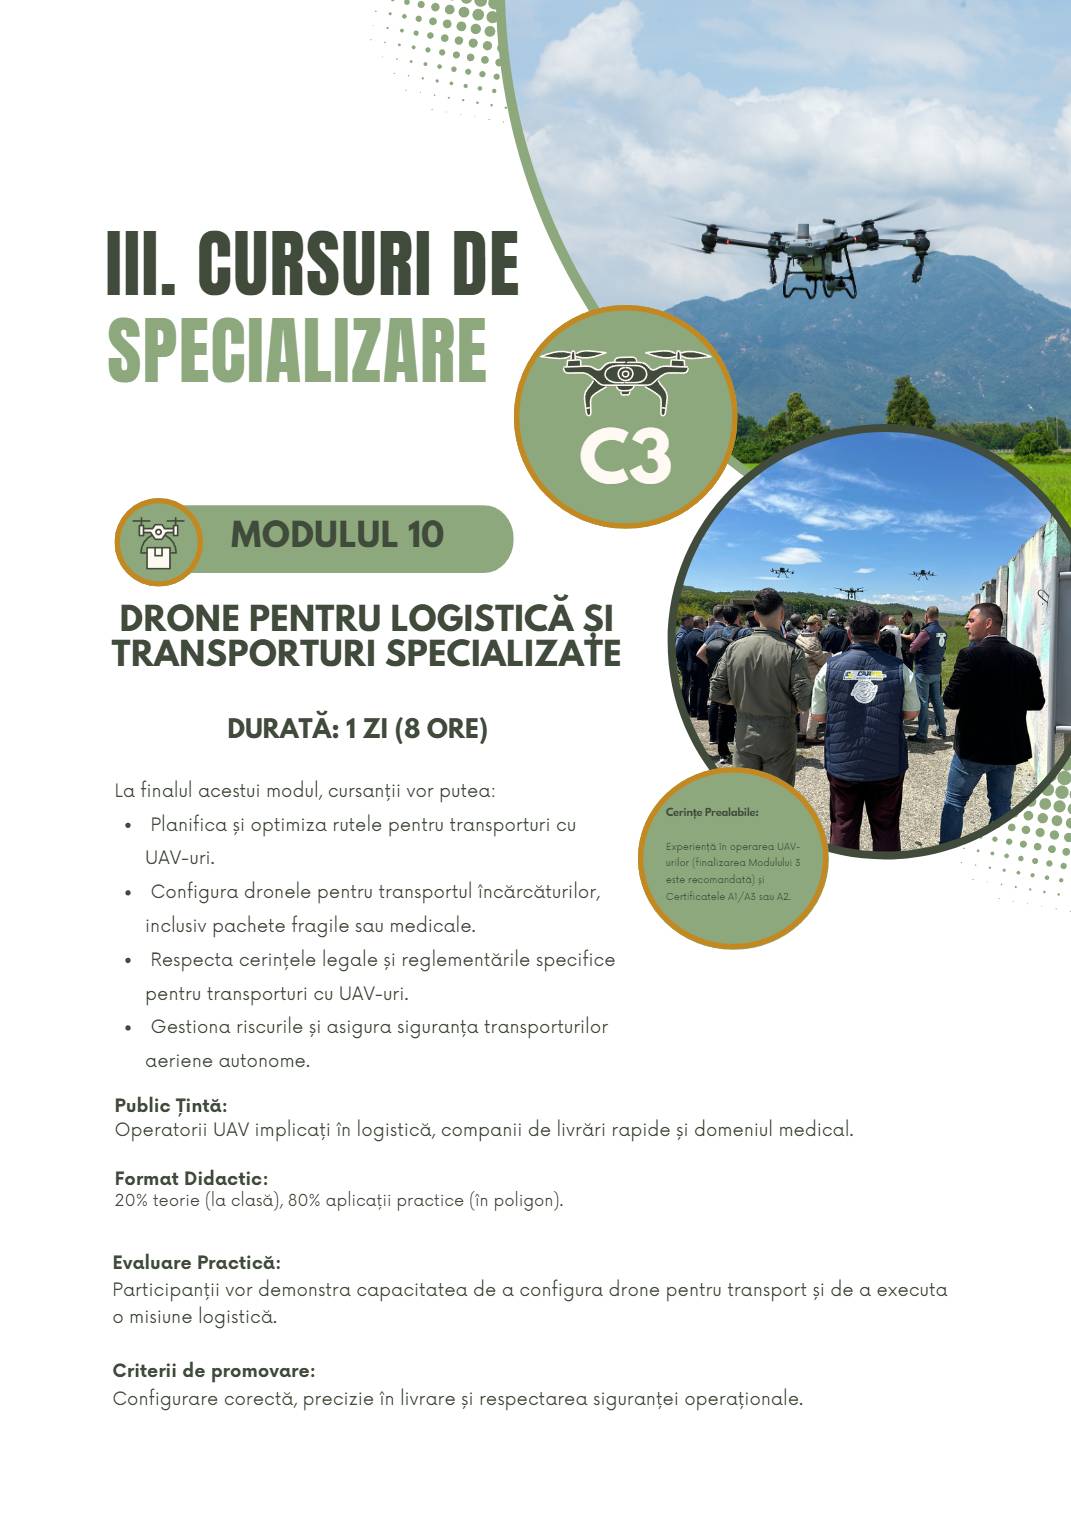 III. CURSURI DE
SPECIALIZARE
C3
MODULUL 10
DRONE PENTRU LOGISTICĂ ȘI
TRANSPORTURI SPECIALIZATE
DURATĂ: 1 ZI (8 ORE)
La finalul acestui modul, cursanții vor putea:
• Planifica și optimiza rutele pentru transporturi cu
UAV-uri.
• Configura dronele pentru transportul încărcăturilor,
inclusiv pachete fragile sau medicale.
• Respecta cerințele legale și reglementările specifice
pentru transporturi cu UAV-uri.
• Gestiona riscurile și asigura siguranța transporturilor
aeriene autonome.
Cerințe Prealabile:
Experiență în operarea UAV-
urilor (finalizarea Modulului 3
este recomandată) și
Certificatele A1/A3 sau A2.
Public Țintă:
Operatorii UAV implicați în logistică, companii de livrări rapide și domeniul medical.
Format Didactic:
20% teorie (la clasă), 80% aplicații practice (în poligon).
Evaluare Practică:
Participanții vor demonstra capacitatea de a configura drone pentru transport și de a executa
o misiune logistică.
Criterii de promovare:
Configurare corectă, precizie în livrare și respectarea siguranței operaționale.